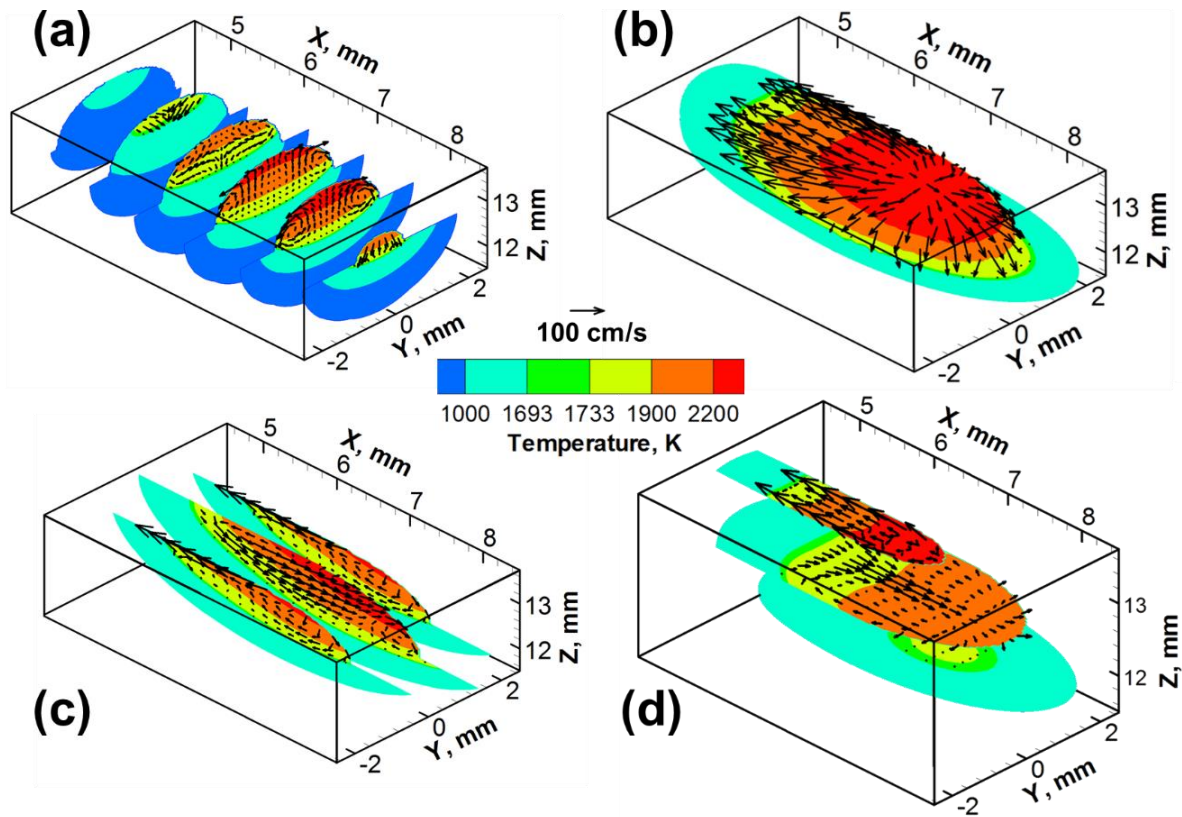 (a)
5
X, mm
6
7
8
13
12
Z, mm
2
0
Y, mm
-2
(b)
5
X, mm
6
7
8
13
12
Z, mm
2
0
Y, mm
-2
100 cm/s
1000 1693 1733 1900 2200
Temperature, K
(c)
5
X, mm
6
7
8
13
12
Z, mm
2
0
Y, mm
-2
(d)
5
X, mm
6
7
8
13
12
Z, mm
2
0
Y, mm
-2